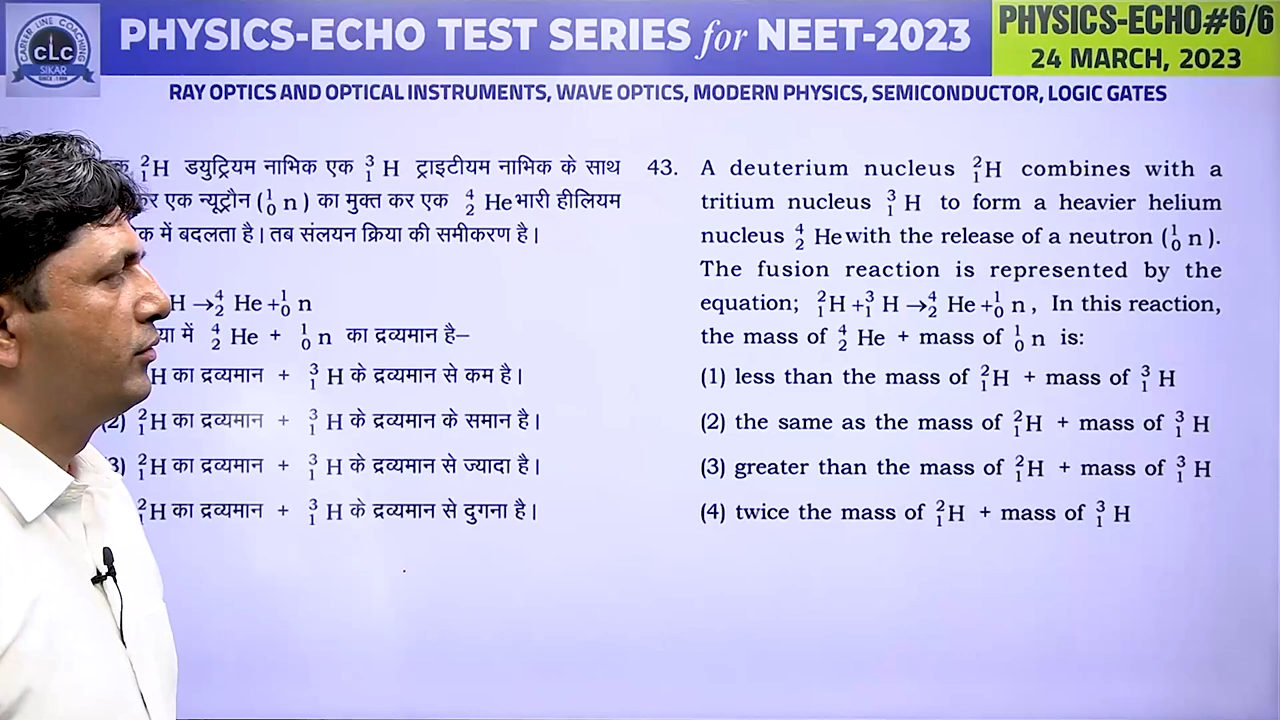 CAREER LINE COACHING
CLC
SIKAR
PHYSICS-ECHO TEST SERIES for NEET-2023
PHYSICS-ECHO#6/6
24 MARCH, 2023
RAY OPTICS AND OPTICAL INSTRUMENTS, WAVE OPTICS, MODERN PHYSICS, SEMICONDUCTOR, LOGIC GATES
²₁H डयुट्रियम नाभिक एक ³₁H ट्राइटीयम नाभिक के साथ
कर एक न्यूट्रौन (¹₀n) का मुक्त कर एक ⁴₂He भारी हीलियम
क में बदलता है। तब संलयन क्रिया की समीकरण है।
H →⁴₂He +¹₀n
या में ⁴₂He + ¹₀n का द्रव्यमान है–
H का द्रव्यमान + ³₁H के द्रव्यमान से कम है।
(2) ²₁H का द्रव्यमान + ³₁H के द्रव्यमान के समान है।
3) ²₁H का द्रव्यमान + ³₁H के द्रव्यमान से ज्यादा है।
²₁H का द्रव्यमान + ³₁H के द्रव्यमान से दुगना है।
43. A deuterium nucleus ²₁H combines with a
tritium nucleus ³₁H to form a heavier helium
nucleus ⁴₂He with the release of a neutron (¹₀n).
The fusion reaction is represented by the
equation; ²₁H +³₁H →⁴₂He +¹₀n, In this reaction,
the mass of ⁴₂He + mass of ¹₀n is:
(1) less than the mass of ²₁H + mass of ³₁H
(2) the same as the mass of ²₁H + mass of ³₁H
(3) greater than the mass of ²₁H + mass of ³₁H
(4) twice the mass of ²₁H + mass of ³₁H